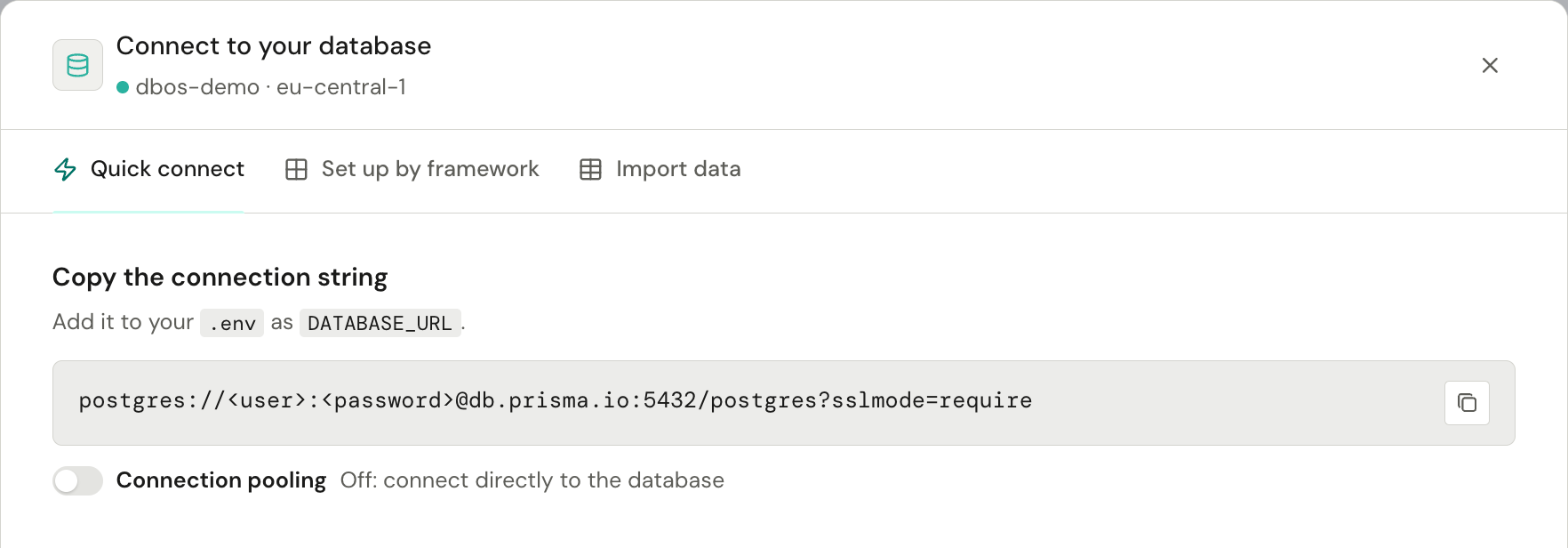 Connect to your database
dbos-demo · eu-central-1
Quick connect
Set up by framework
Import data
Copy the connection string
Add it to your .env as DATABASE_URL.
postgres://<user>:<password>@db.prisma.io:5432/postgres?sslmode=require
Connection pooling Off: connect directly to the database